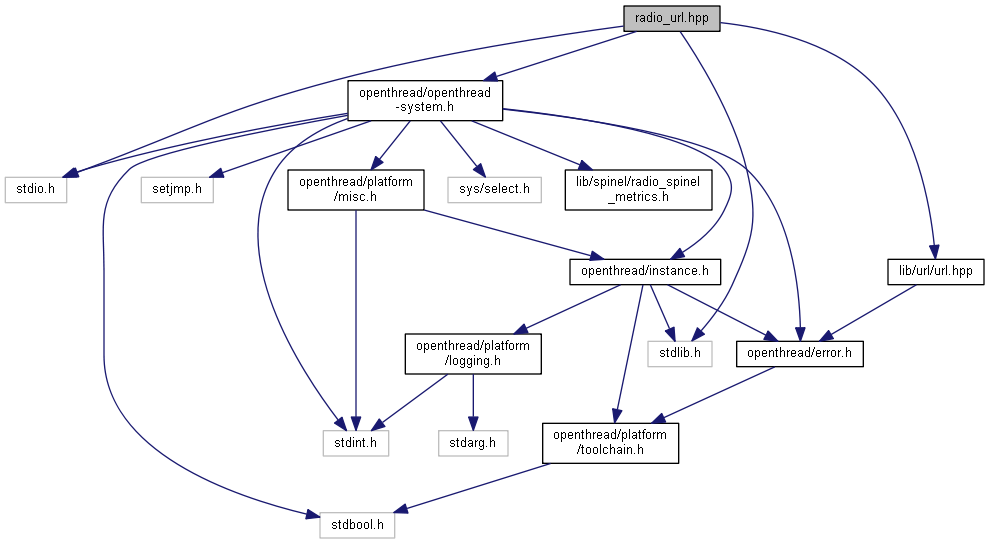 radio_url.hpp
openthread/openthread
-system.h
stdio.h
setjmp.h
openthread/platform
/misc.h
sys/select.h
lib/spinel/radio_spinel
_metrics.h
openthread/instance.h
lib/url/url.hpp
openthread/platform
/logging.h
stdlib.h
openthread/error.h
stdint.h
stdarg.h
openthread/platform
/toolchain.h
stdbool.h